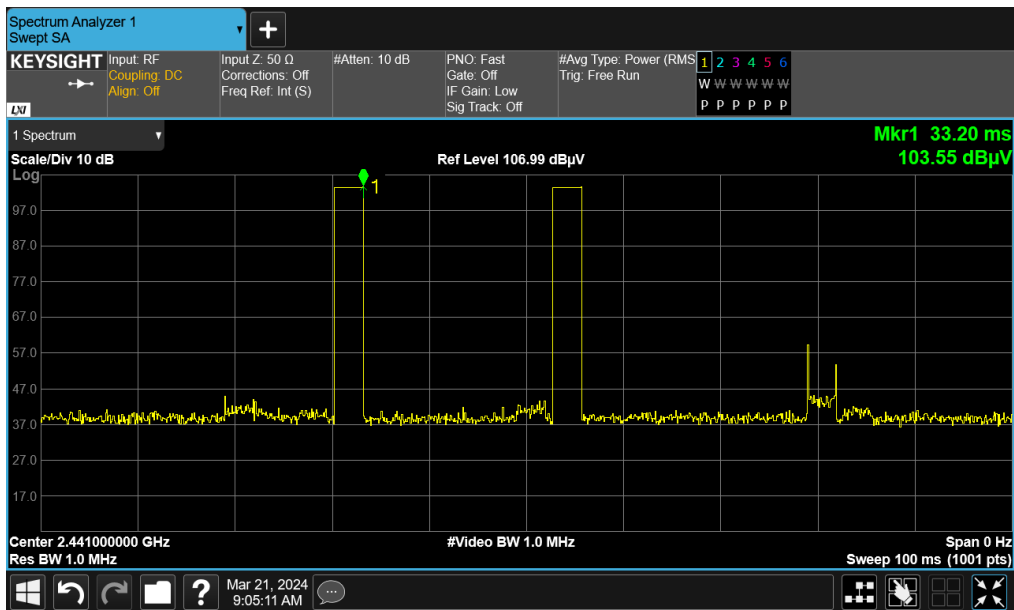 Spectrum Analyzer 1
Swept SA
KEYSIGHT
LXI
Input: RF
Coupling: DC
Align: Off
Input Z: 50 Ω
Corrections: Off
Freq Ref: Int (S)
#Atten: 10 dB
PNO: Fast
Gate: Off
IF Gain: Low
Sig Track: Off
#Avg Type: Power (RMS
Trig: Free Run
1 2 3 4 5 6
W W W W W W
P P P P P P
1 Spectrum
Scale/Div 10 dB
Ref Level 106.99 dBµV
Mkr1 33.20 ms
103.55 dBµV
Log
1
97.0
87.0
77.0
67.0
57.0
47.0
37.0
27.0
17.0
Center 2.441000000 GHz
Res BW 1.0 MHz
#Video BW 1.0 MHz
Span 0 Hz
Sweep 100 ms (1001 pts)
?
Mar 21, 2024
9:05:11 AM